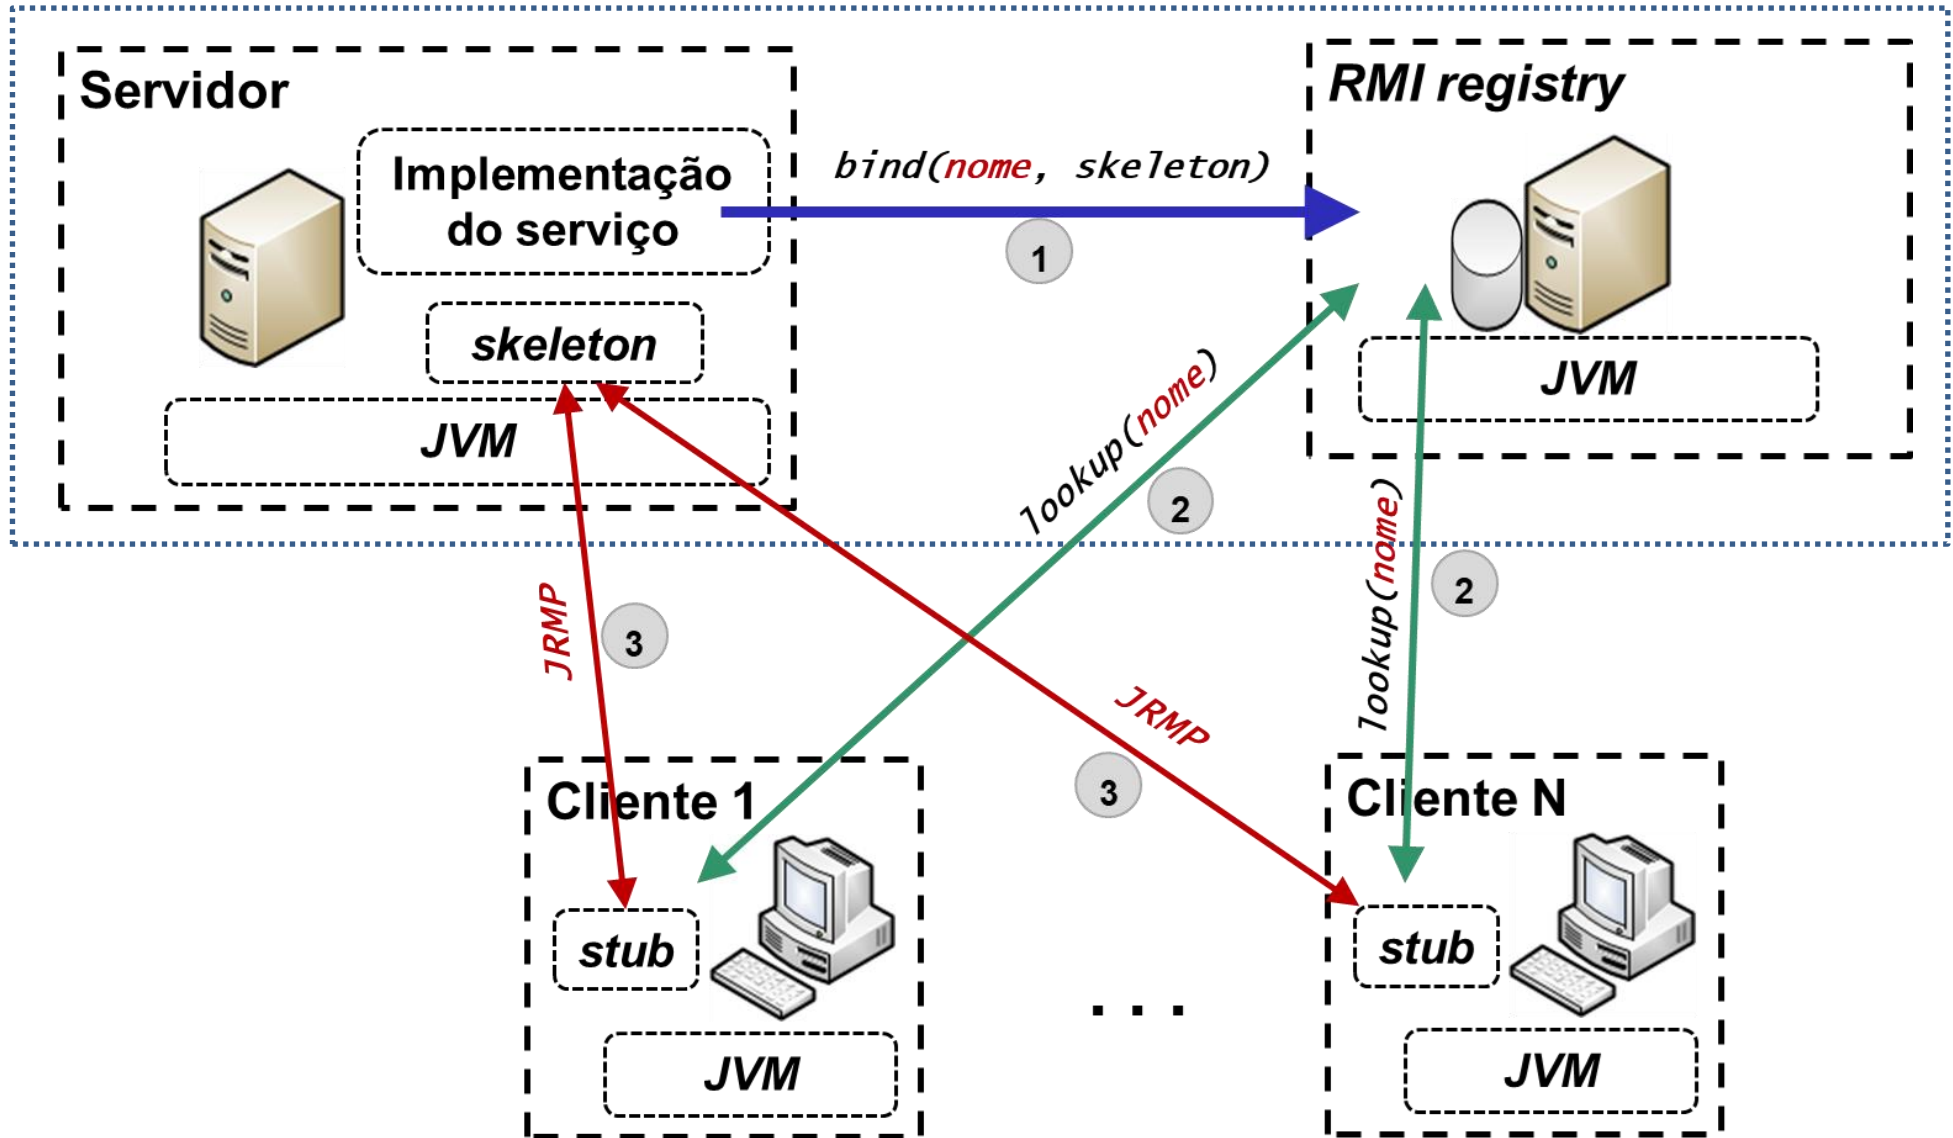 Servidor
Implementação
do serviço
skeleton
JVM
bind(nome, skeleton)
1
RMI registry
JVM
lookup(nome)
2
lookup(nome)
2
JRMP
3
JRMP
3
Cliente 1
stub
JVM
. . .
Cliente N
stub
JVM